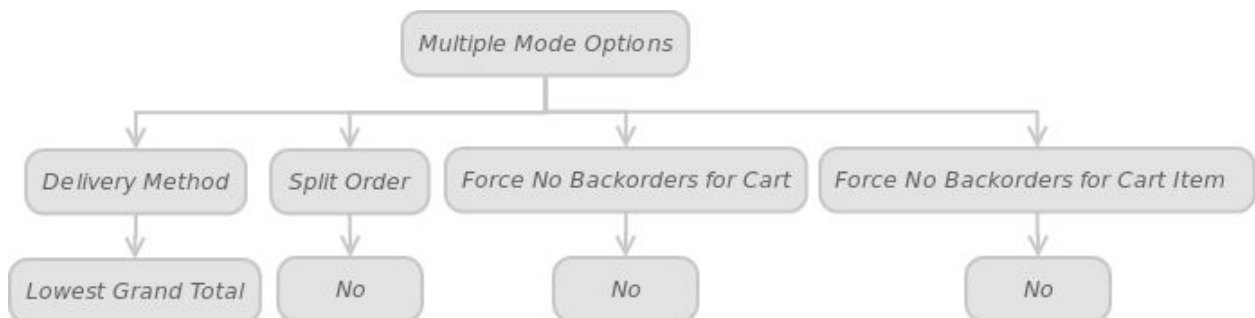 Multiple Mode Options
Delivery Method
Split Order
Force No Backorders for Cart
Force No Backorders for Cart Item
Lowest Grand Total
No
No
No